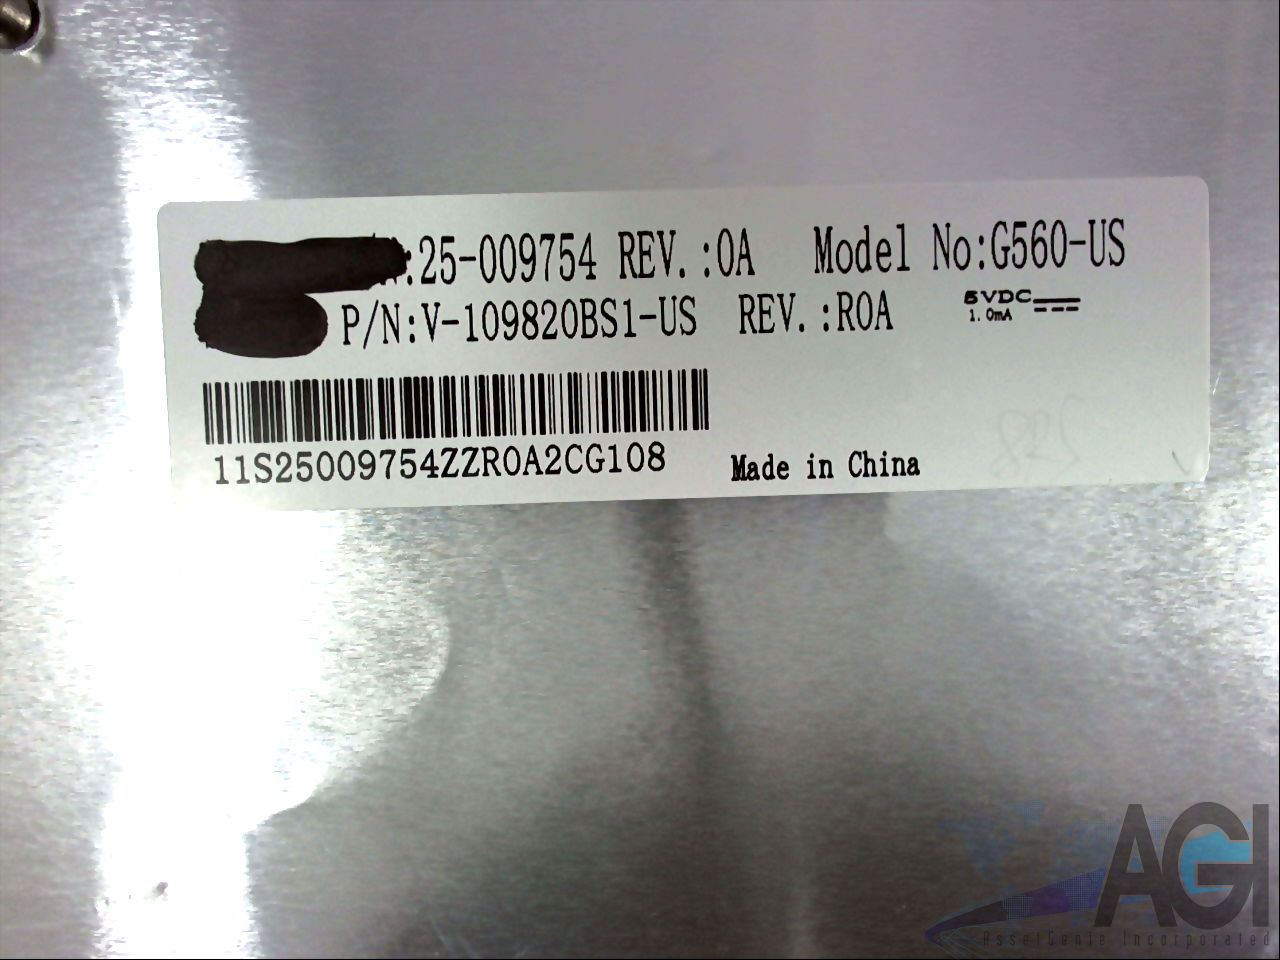 :25-009754 REV.:0A Model No:G560-US
P/N:V-109820BS1-US REV.:R0A 5VDC
1.0mA
11S25009754ZZR0A2CG108
Made in China
AGI
AssetGenie Incorporated